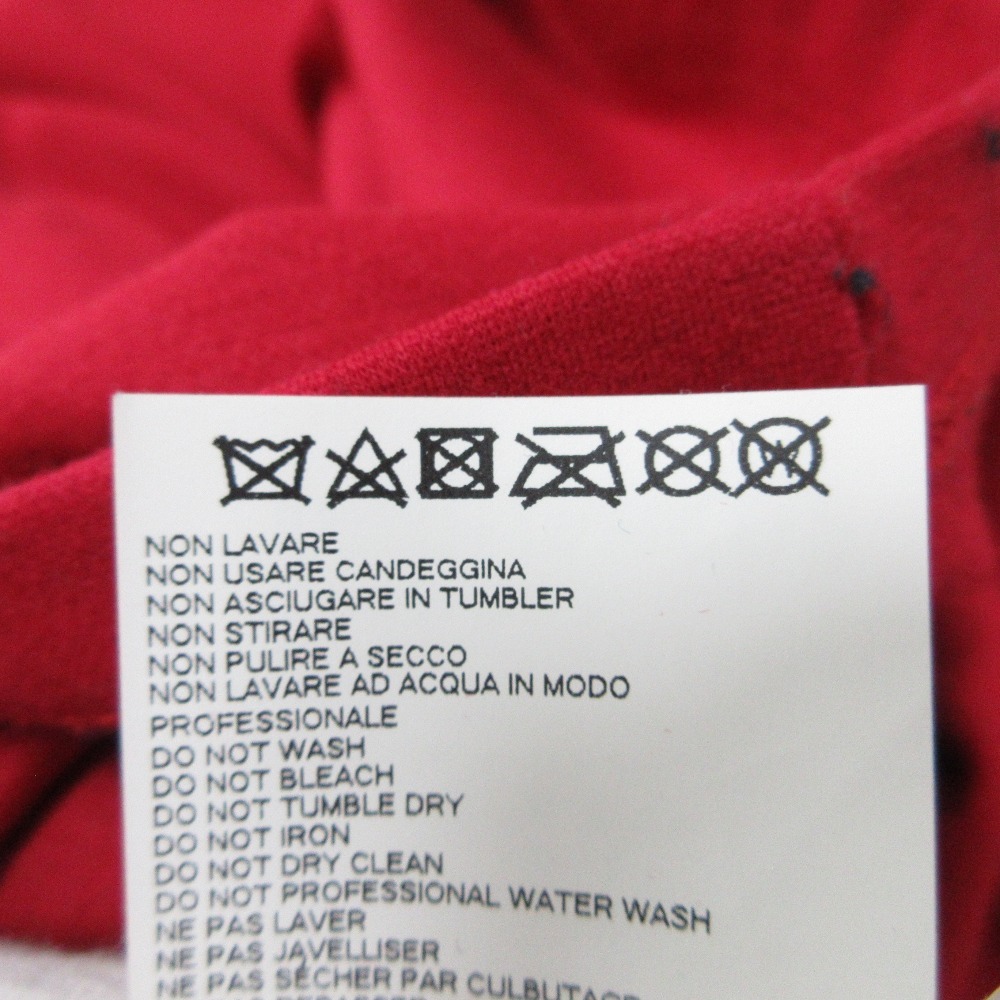 NON LAVARE
NON USARE CANDEGGINA
NON ASCIUGARE IN TUMBLER
NON STIRARE
NON PULIRE A SECCO
NON LAVARE AD ACQUA IN MODO
PROFESSIONALE
DO NOT WASH
DO NOT BLEACH
DO NOT TUMBLE DRY
DO NOT IRON
DO NOT DRY CLEAN
DO NOT PROFESSIONAL WATER WASH
NE PAS LAVER
NE PAS JAVELLISER
NE PAS SÉCHER PAR CULBUTAGE